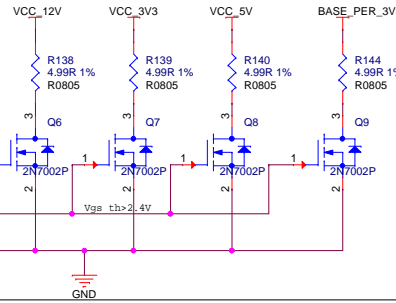 VCC_12V VCC_3V3 VCC_5V BASE_PER_3V
R138 R139 R140 R144
4.99R 1% 4.99R 1% 4.99R 1% 4.99R 1%
R0805 R0805 R0805 R0805
3 3 3 3
Q6 Q7 Q8 Q9
1 1 1
2N7002P 2N7002P 2N7002P 2N7002P
2 2 2 2
Vgs th>2.4V
GND